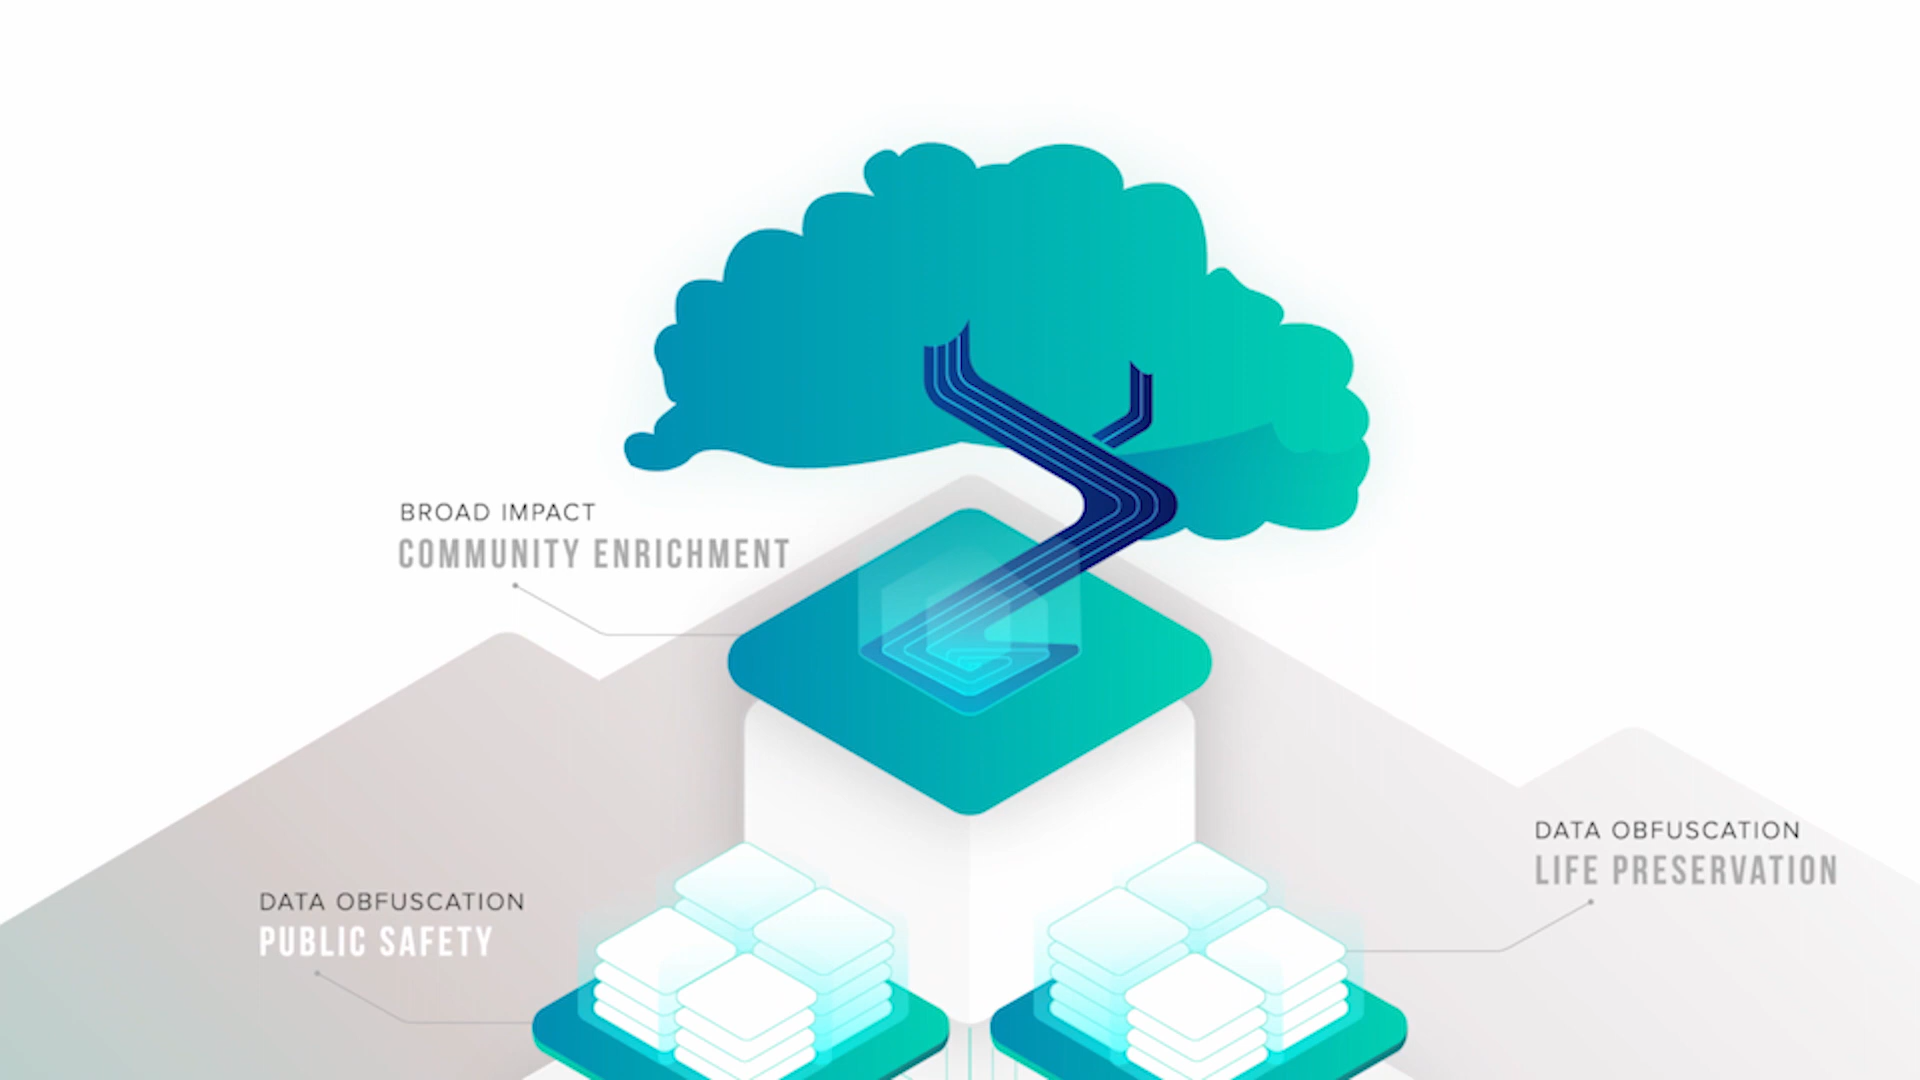 BROAD IMPACT
COMMUNITY ENRICHMENT
DATA OBFUSCATION
LIFE PRESERVATION
DATA OBFUSCATION
PUBLIC SAFETY